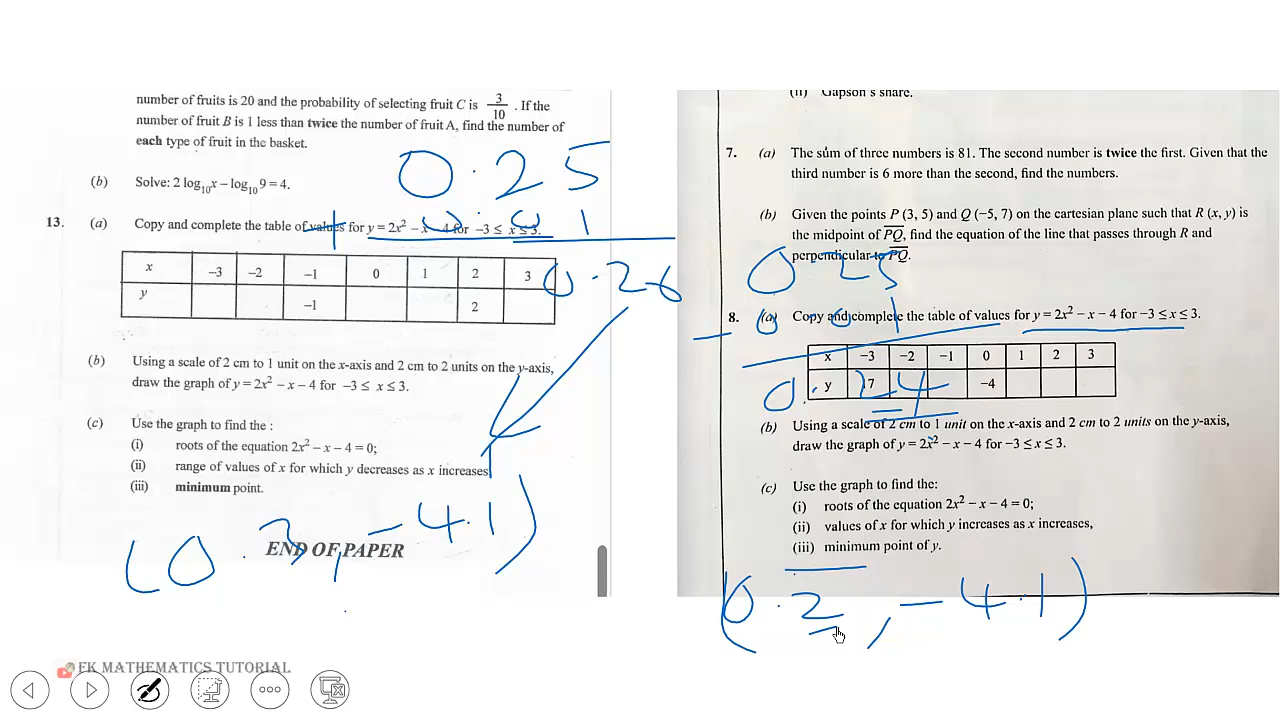 number of fruits is 20 and the probability of selecting fruit C is 3/10 . If the
number of fruit B is 1 less than twice the number of fruit A, find the number of
each type of fruit in the basket.
(b) Solve: 2 log₁₀x – log₁₀9 = 4.
13. (a) Copy and complete the table of values for y = 2x² – x – 4 for –3 ≤ x ≤ 3.
x –3 –2 –1 0 1 2 3
y –1 2
(b) Using a scale of 2 cm to 1 unit on the x-axis and 2 cm to 2 units on the y-axis,
draw the graph of y = 2x² – x – 4 for –3 ≤ x ≤ 3.
(c) Use the graph to find the :
(i) roots of the equation 2x² – x – 4 = 0;
(ii) range of values of x for which y decreases as x increases
(iii) minimum point.
END OF PAPER
0.25
+ 0.01
0.26
(0.3, –4.1)
(ii) Gapson's share.
7. (a) The sum of three numbers is 81. The second number is twice the first. Given that the
third number is 6 more than the second, find the numbers.
(b) Given the points P (3, 5) and Q (–5, 7) on the cartesian plane such that R (x, y) is
the midpoint of PQ, find the equation of the line that passes through R and
perpendicular to PQ.
8. (a) Copy and complete the table of values for y = 2x² – x – 4 for –3 ≤ x ≤ 3.
x –3 –2 –1 0 1 2 3
y 17 –4
(b) Using a scale of 2 cm to 1 unit on the x-axis and 2 cm to 2 units on the y-axis,
draw the graph of y = 2x² – x – 4 for –3 ≤ x ≤ 3.
(c) Use the graph to find the:
(i) roots of the equation 2x² – x – 4 = 0;
(ii) values of x for which y increases as x increases,
(iii) minimum point of y.
0.25
– 0.01
0.24
(0.2, –4.1)
EK MATHEMATICS TUTORIAL